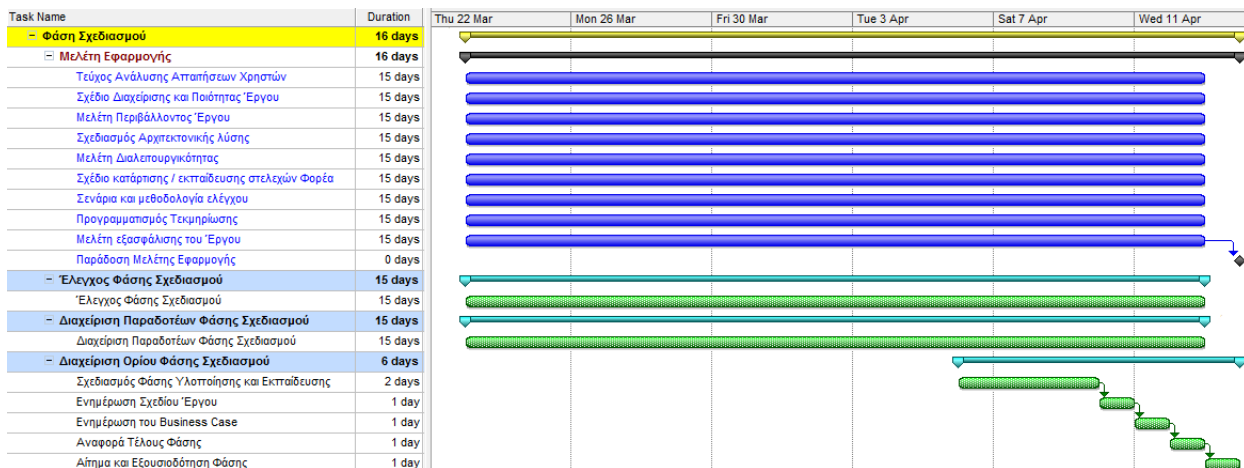 Task Name Duration Thu 22 Mar Mon 26 Mar Fri 30 Mar Tue 3 Apr Sat 7 Apr Wed 11 Apr
Φάση Σχεδιασμού 16 days
Μελέτη Εφαρμογής 16 days
Τεύχος Ανάλυσης Απαιτήσεων Χρηστών 15 days
Σχέδιο Διαχείρισης και Ποιότητας Έργου 15 days
Μελέτη Περιβάλλοντος Έργου 15 days
Σχεδιασμός Αρχιτεκτονικής λύσης 15 days
Μελέτη Διαλειτουργικότητας 15 days
Σχέδιο κατάρτισης / εκπαίδευσης στελεχών Φορέα 15 days
Σενάρια και μεθοδολογία ελέγχου 15 days
Προγραμματισμός Τεκμηρίωσης 15 days
Μελέτη εξασφάλισης του Έργου 15 days
Παράδοση Μελέτης Εφαρμογής 0 days
Έλεγχος Φάσης Σχεδιασμού 15 days
Έλεγχος Φάσης Σχεδιασμού 15 days
Διαχείριση Παραδοτέων Φάσης Σχεδιασμού 15 days
Διαχείριση Παραδοτέων Φάσης Σχεδιασμού 15 days
Διαχείριση Ορίου Φάσης Σχεδιασμού 6 days
Σχεδιασμός Φάσης Υλοποίησης και Εκπαίδευσης 2 days
Ενημέρωση Σχεδίου Έργου 1 day
Ενημέρωση του Business Case 1 day
Αναφορά Τέλους Φάσης 1 day
Αίτημα και Εξουσιοδότηση Φάσης 1 day